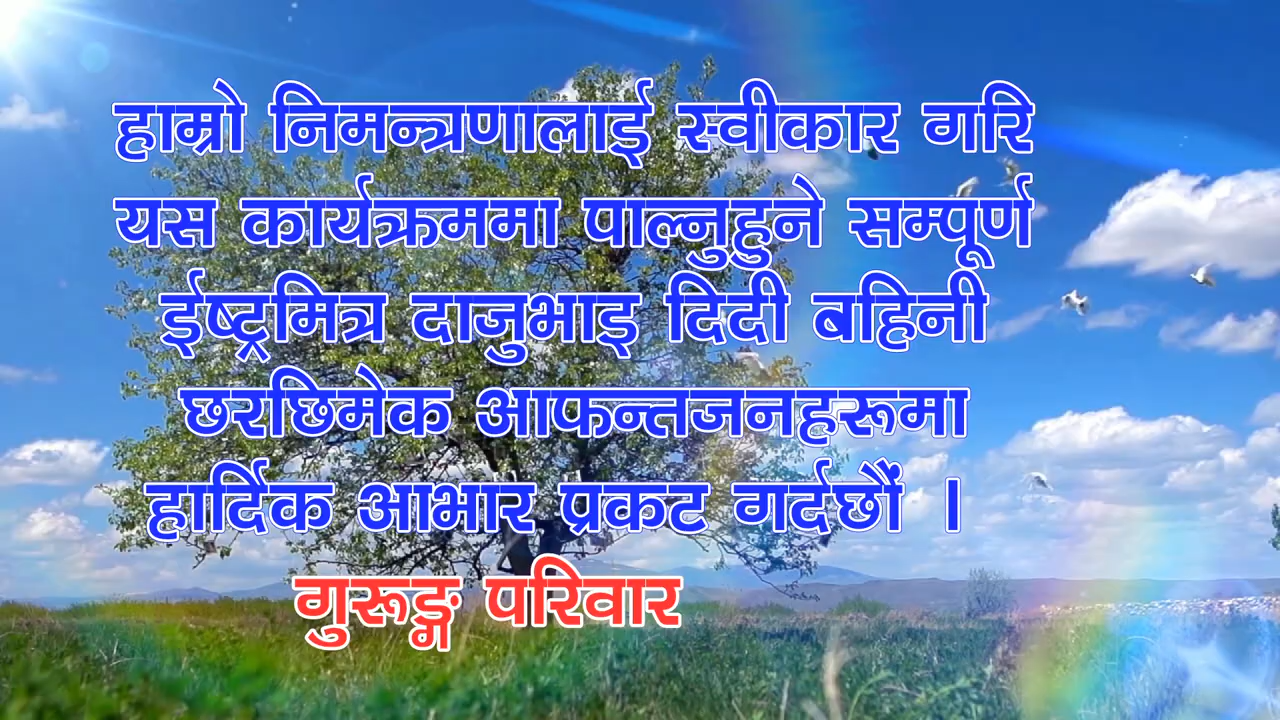 हाम्रो निमन्त्रणालाई स्वीकार गरि
यस कार्यक्रममा पाल्नुहुने सम्पूर्ण
ईष्ट्रमित्र दाजुभाइ दिदी बहिनी
छरछिमेक आफन्तजनहरूमा
हार्दिक आभार प्रकट गर्दछौं ।
गुरूङ्ग परिवार